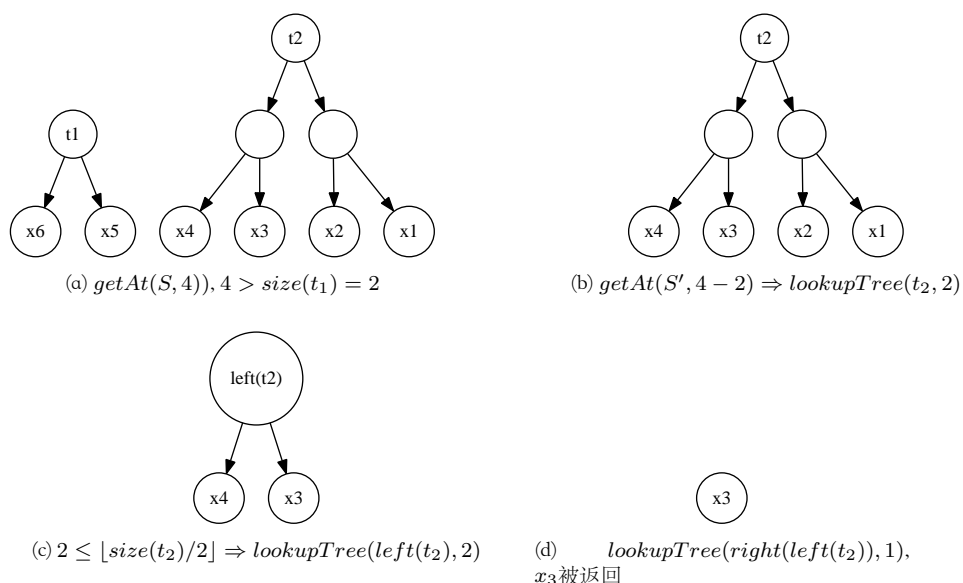 t2
t2
t1
x6 x5 x4 x3 x2 x1
x4 x3 x2 x1
(a) getAt(S, 4)), 4 > size(t₁) = 2
(b) getAt(S′, 4 − 2) ⇒ lookupTree(t₂, 2)
left(t2)
x4 x3
x3
(c) 2 ≤ ⌊size(t₂)/2⌋ ⇒ lookupTree(left(t₂), 2)
(d) lookupTree(right(left(t₂)), 1),
x₃被返回